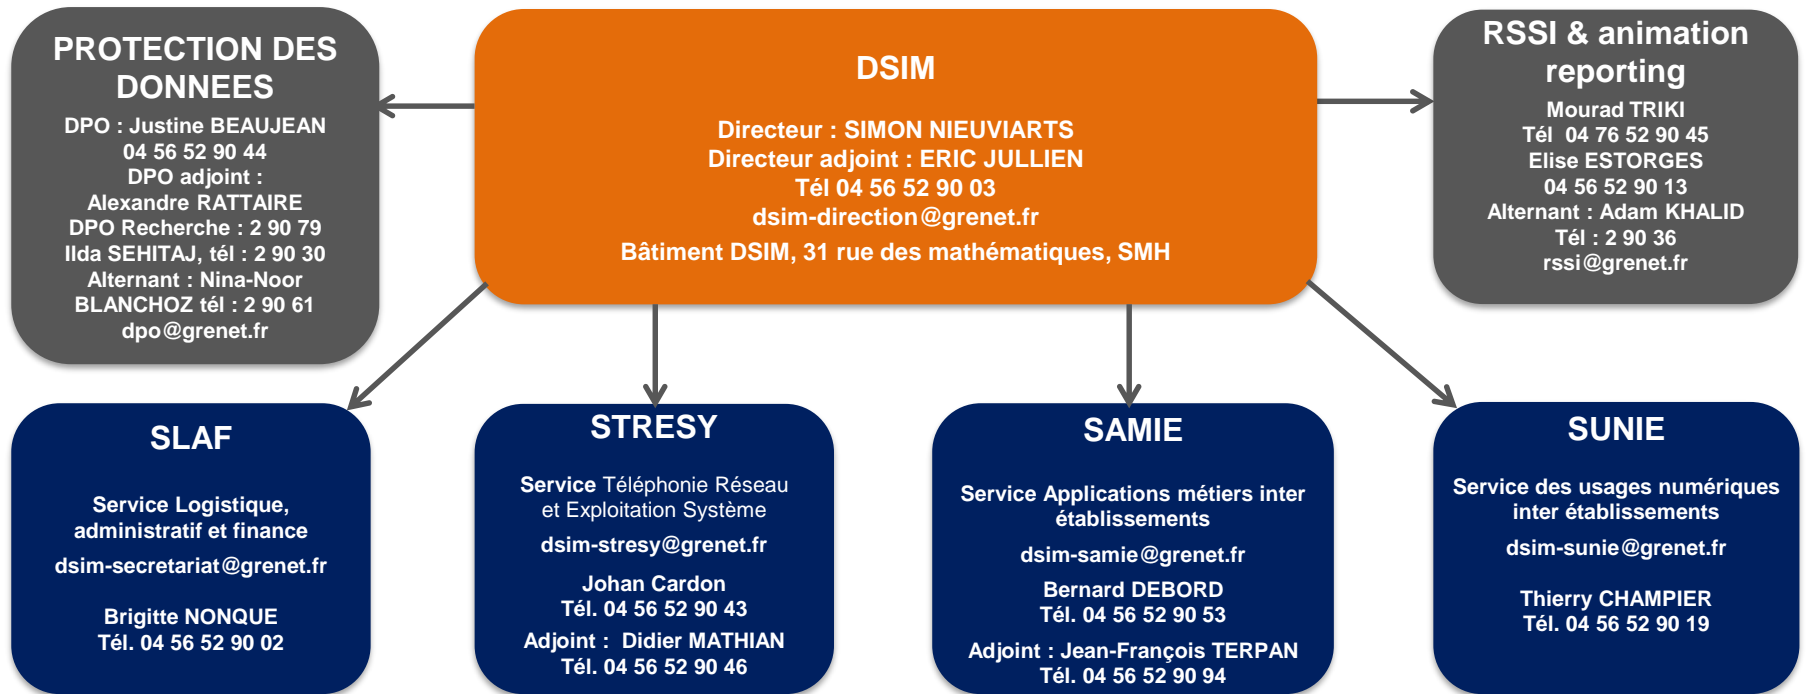 PROTECTION DES
DONNEES
DPO : Justine BEAUJEAN
04 56 52 90 44
DPO adjoint :
Alexandre RATTAIRE
DPO Recherche : 2 90 79
Ilda SEHITAJ, tél : 2 90 30
Alternant : Nina-Noor
BLANCHOZ tél : 2 90 61
dpo@grenet.fr
DSIM
Directeur : SIMON NIEUVIARTS
Directeur adjoint : ERIC JULLIEN
Tél 04 56 52 90 03
dsim-direction@grenet.fr
Bâtiment DSIM, 31 rue des mathématiques, SMH
RSSI & animation
reporting
Mourad TRIKI
Tél 04 76 52 90 45
Elise ESTORGES
04 56 52 90 13
Alternant : Adam KHALID
Tél : 2 90 36
rssi@grenet.fr
SLAF
Service Logistique,
administratif et finance
dsim-secretariat@grenet.fr
Brigitte NONQUE
Tél. 04 56 52 90 02
STRESY
Service Téléphonie Réseau
et Exploitation Système
dsim-stresy@grenet.fr
Johan Cardon
Tél. 04 56 52 90 43
Adjoint : Didier MATHIAN
Tél. 04 56 52 90 46
SAMIE
Service Applications métiers inter
établissements
dsim-samie@grenet.fr
Bernard DEBORD
Tél. 04 56 52 90 53
Adjoint : Jean-François TERPAN
Tél. 04 56 52 90 94
SUNIE
Service des usages numériques
inter établissements
dsim-sunie@grenet.fr
Thierry CHAMPIER
Tél. 04 56 52 90 19